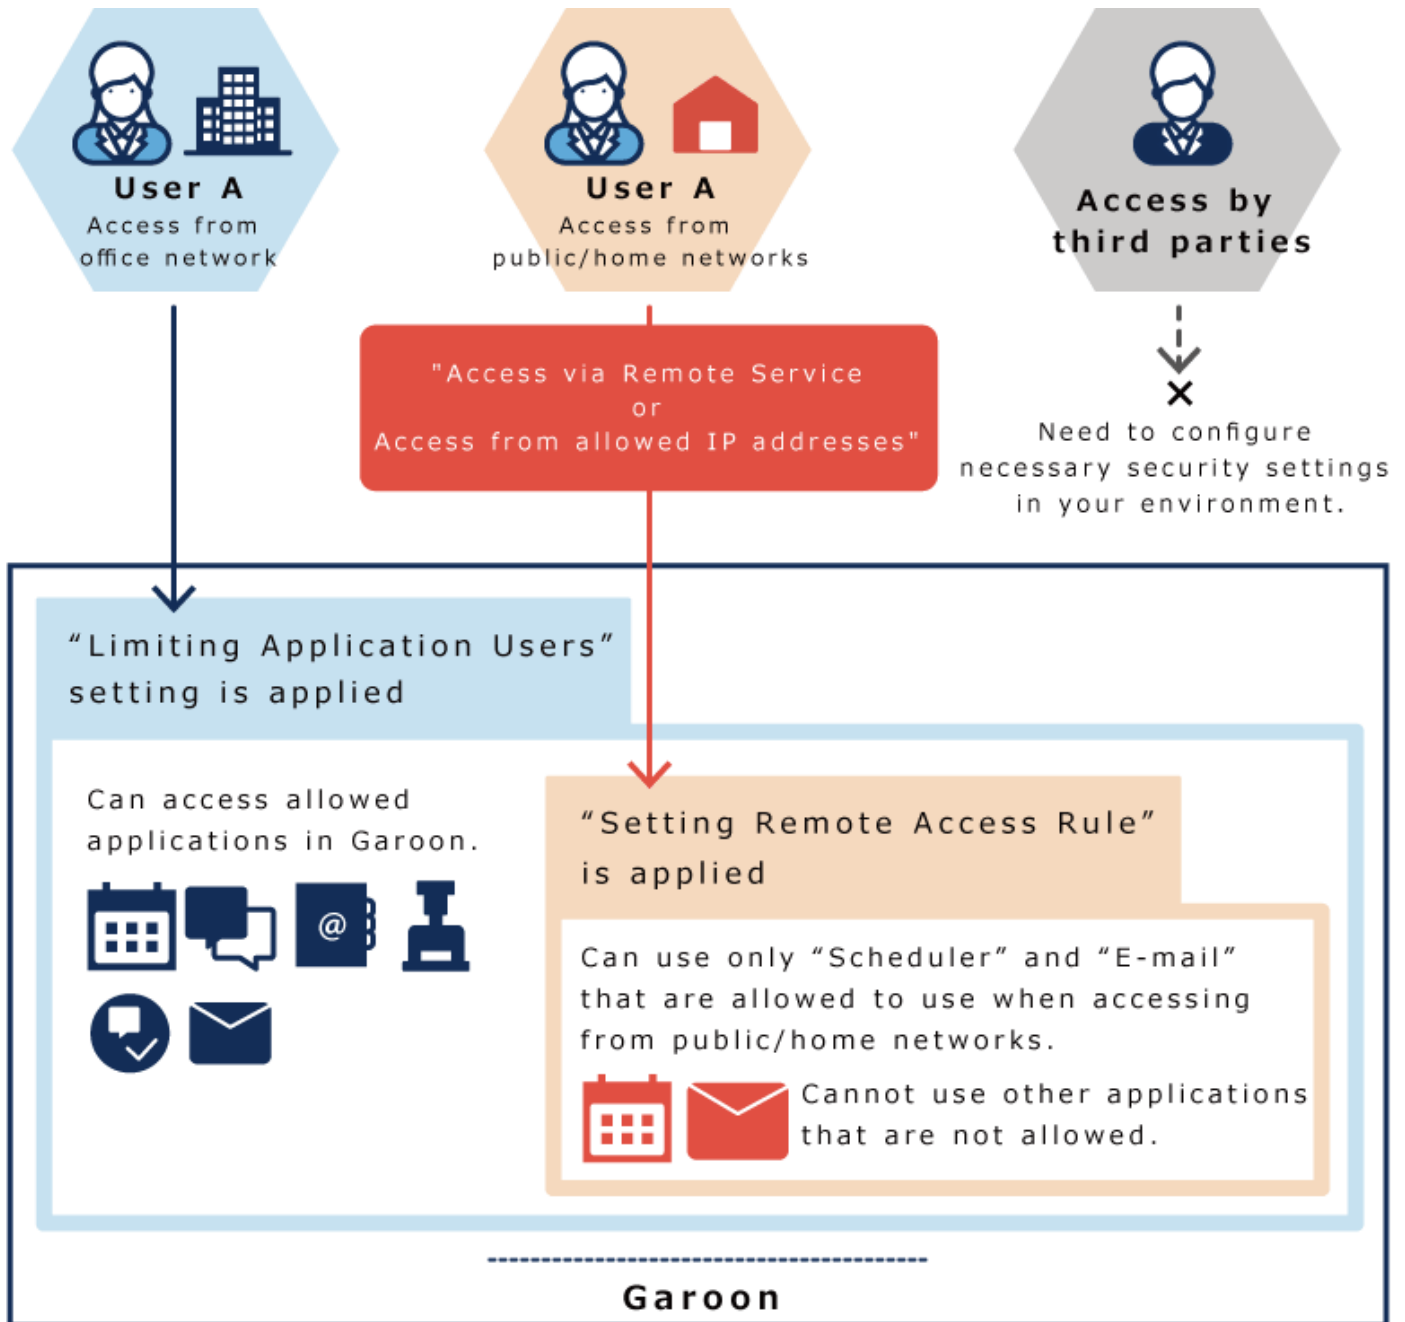 User A
Access from
office network
User A
Access from
public/home networks
Access by
third parties
"Access via Remote Service
or
Access from allowed IP addresses"
Need to configure
necessary security settings
in your environment.
“Limiting Application Users”
setting is applied
Can access allowed
applications in Garoon.
@
“Setting Remote Access Rule”
is applied
Can use only “Scheduler” and “E-mail”
that are allowed to use when accessing
from public/home networks.
Cannot use other applications
that are not allowed.
Garoon